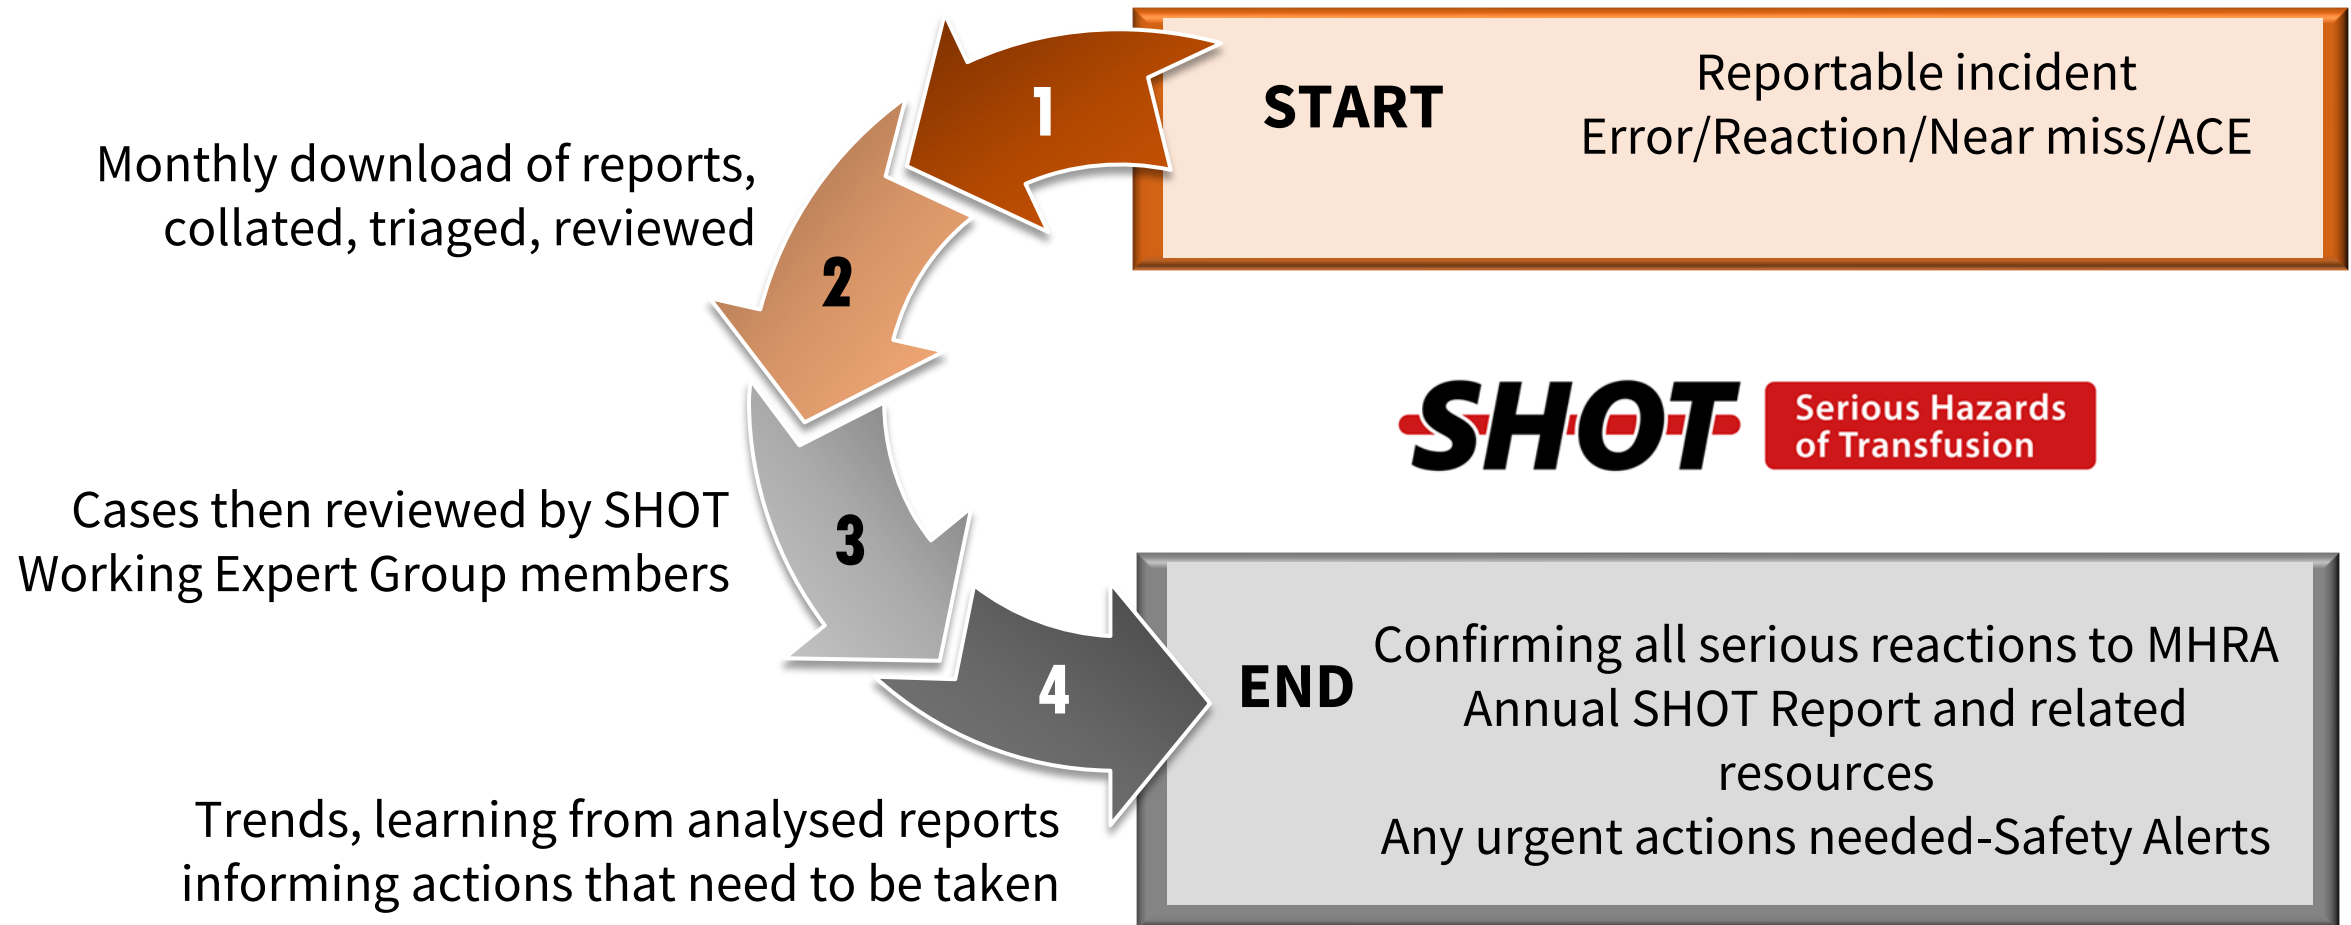 1
START
Reportable incident
Error/Reaction/Near miss/ACE
Monthly download of reports,
collated, triaged, reviewed
2
SHOT
Serious Hazards
of Transfusion
Cases then reviewed by SHOT
Working Expert Group members
3
4
END
Confirming all serious reactions to MHRA
Annual SHOT Report and related
resources
Any urgent actions needed-Safety Alerts
Trends, learning from analysed reports
informing actions that need to be taken